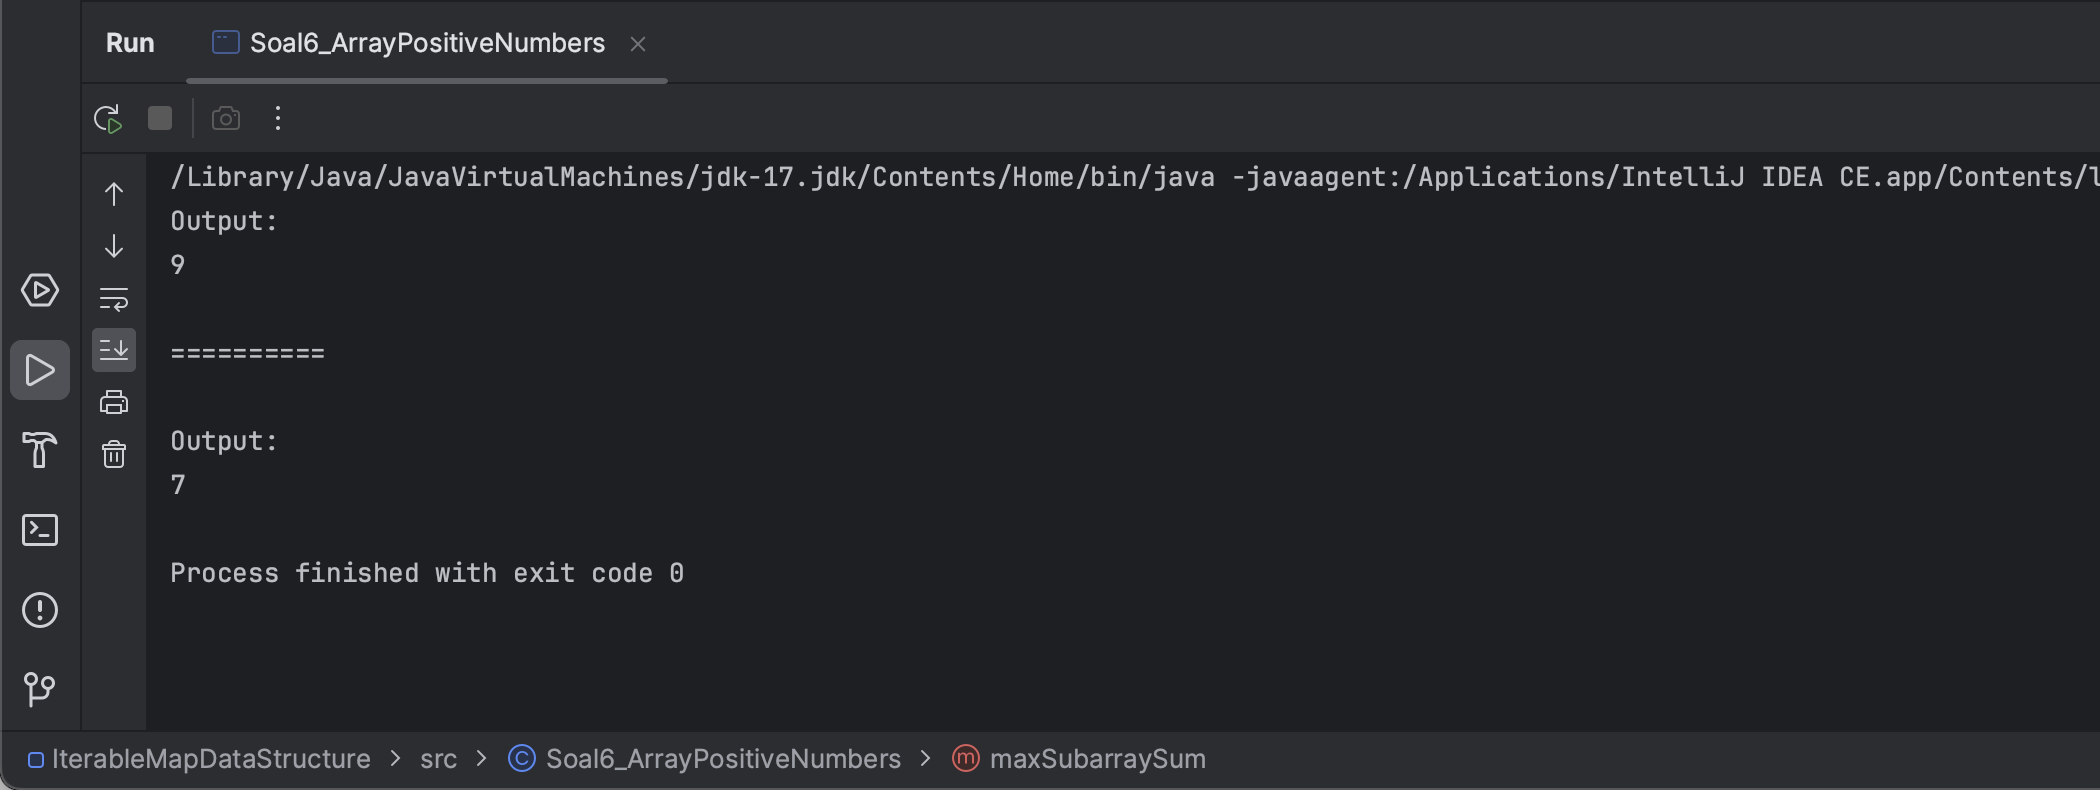 Run Soal6_ArrayPositiveNumbers
/Library/Java/JavaVirtualMachines/jdk-17.jdk/Contents/Home/bin/java -javaagent:/Applications/IntelliJ IDEA CE.app/Contents/l
Output:
9
==========
Output:
7
Process finished with exit code 0
IterableMapDataStructure > src > C Soal6_ArrayPositiveNumbers > m maxSubarraySum